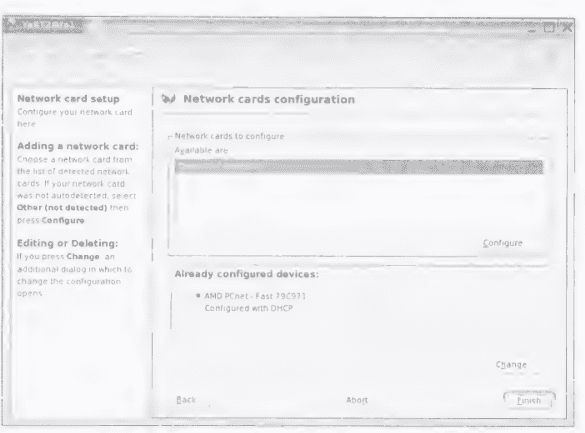 Network card setup
Configure your network card
here
Adding a network card:
Choose a network card from
the list of detected network
cards. If your network card
was not autodetected, select
Other (not detected) then
press Configure
Editing or Deleting:
If you press Change, an
additional dialog in which to
change the configuration
opens
Network cards configuration
Network cards to configure
Available are
Configure
Already configured devices:
AMD PCnet - Fast 79C971
Configured with DHCP
Change
Back
Abort
Finish